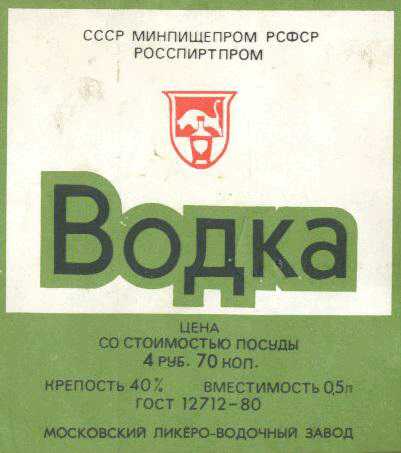 СССР МИНПИЩЕПРОМ РСФСР
РОССПИРТПРОМ
Водка
ЦЕНА
СО СТОИМОСТЬЮ ПОСУДЫ
4 РУБ. 70 КОП.
КРЕПОСТЬ 40% ВМЕСТИМОСТЬ 0,5л
ГОСТ 12712-80
МОСКОВСКИЙ ЛИКЁРО-ВОДОЧНЫЙ ЗАВОД